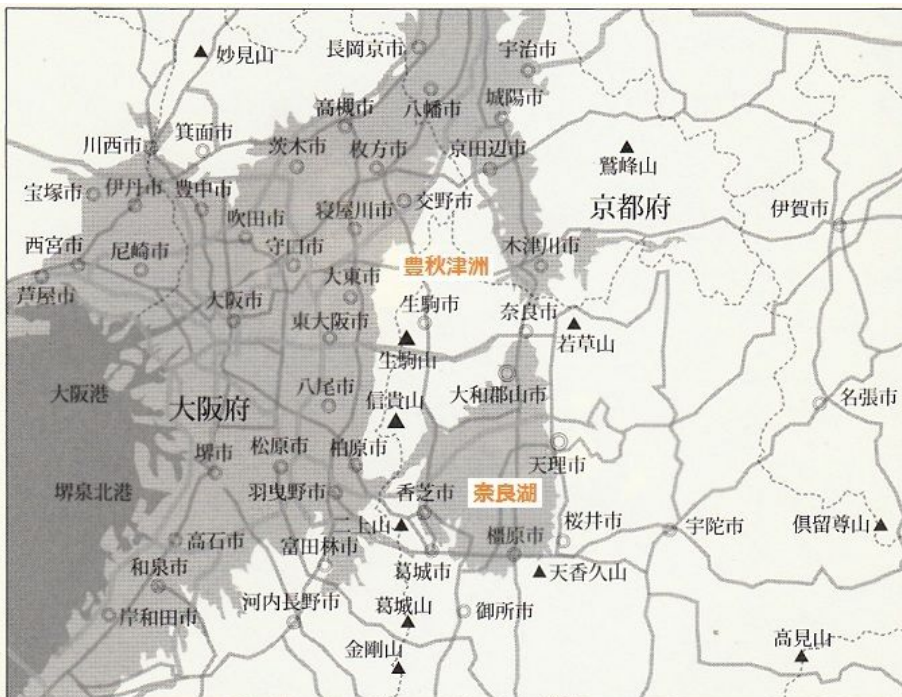 長岡京市
宇治市
妙見山
城陽市
高槻市
八幡市
箕面市
川西市
茨木市
枚方市
京田辺市
鷲峰山
宝塚市
伊丹市
豊中市
交野市
京都府
伊賀市
吹田市
寝屋川市
西宮市
尼崎市
守口市
木津川市
豊秋津洲
芦屋市
大東市
大阪市
生駒市
奈良市
東大阪市
若草山
生駒山
大阪港
八尾市
大和郡山市
信貴山
名張市
大阪府
松原市
柏原市
堺市
天理市
堺泉北港
羽曳野市
香芝市
奈良湖
二上山
桜井市
宇陀市
倶留尊山
高石市
橿原市
富田林市
和泉市
葛城市
天香久山
岸和田市
河内長野市
葛城山
御所市
金剛山
高見山